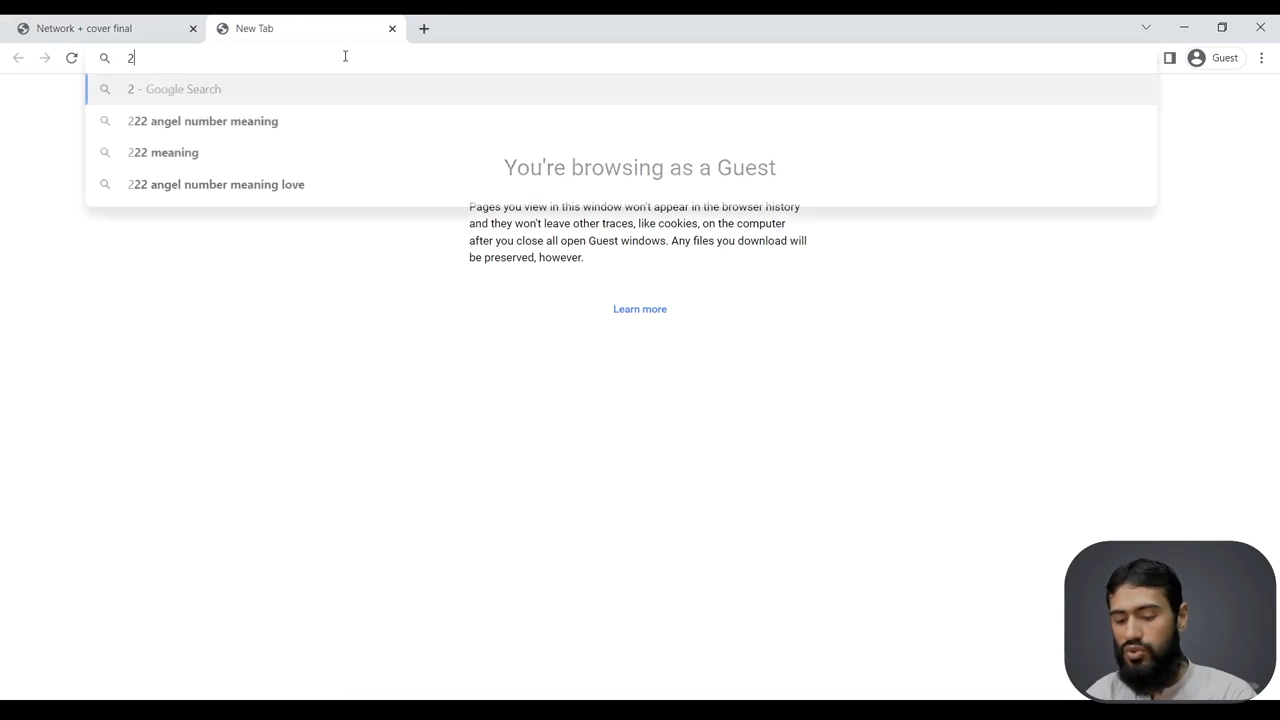 Network + cover final
New Tab
2
Guest
2 - Google Search
222 angel number meaning
222 meaning
222 angel number meaning love
You're browsing as a Guest
Pages you view in this window won't appear in the browser history
and they won't leave other traces, like cookies, on the computer
after you close all open Guest windows. Any files you download will
be preserved, however.
Learn more